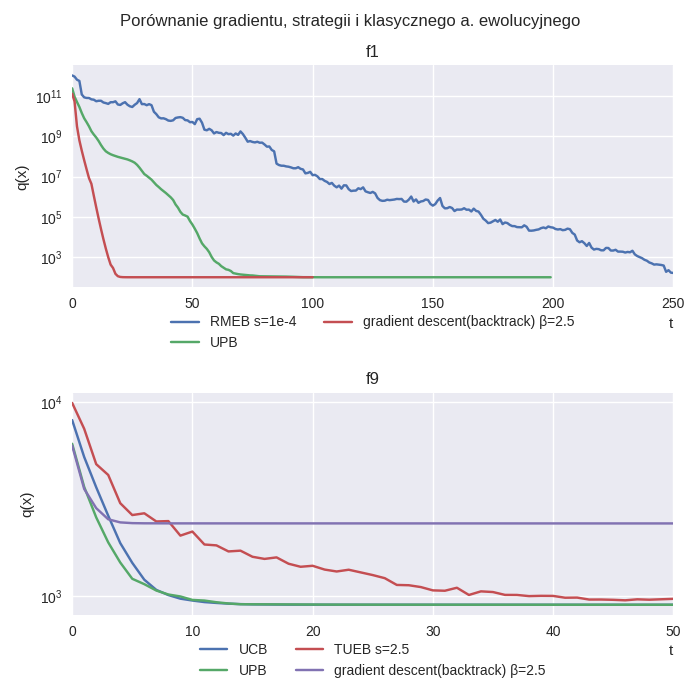 Porównanie gradientu, strategii i klasycznego a. ewolucyjnego
f1
10^11
10^9
10^7
10^5
10^3
q(x)
0 50 100 150 200 250
t
RMEB s=1e-4 gradient descent(backtrack) β=2.5
UPB
f9
10^4
10^3
q(x)
0 10 20 30 40 50
t
UCB TUEB s=2.5
UPB gradient descent(backtrack) β=2.5